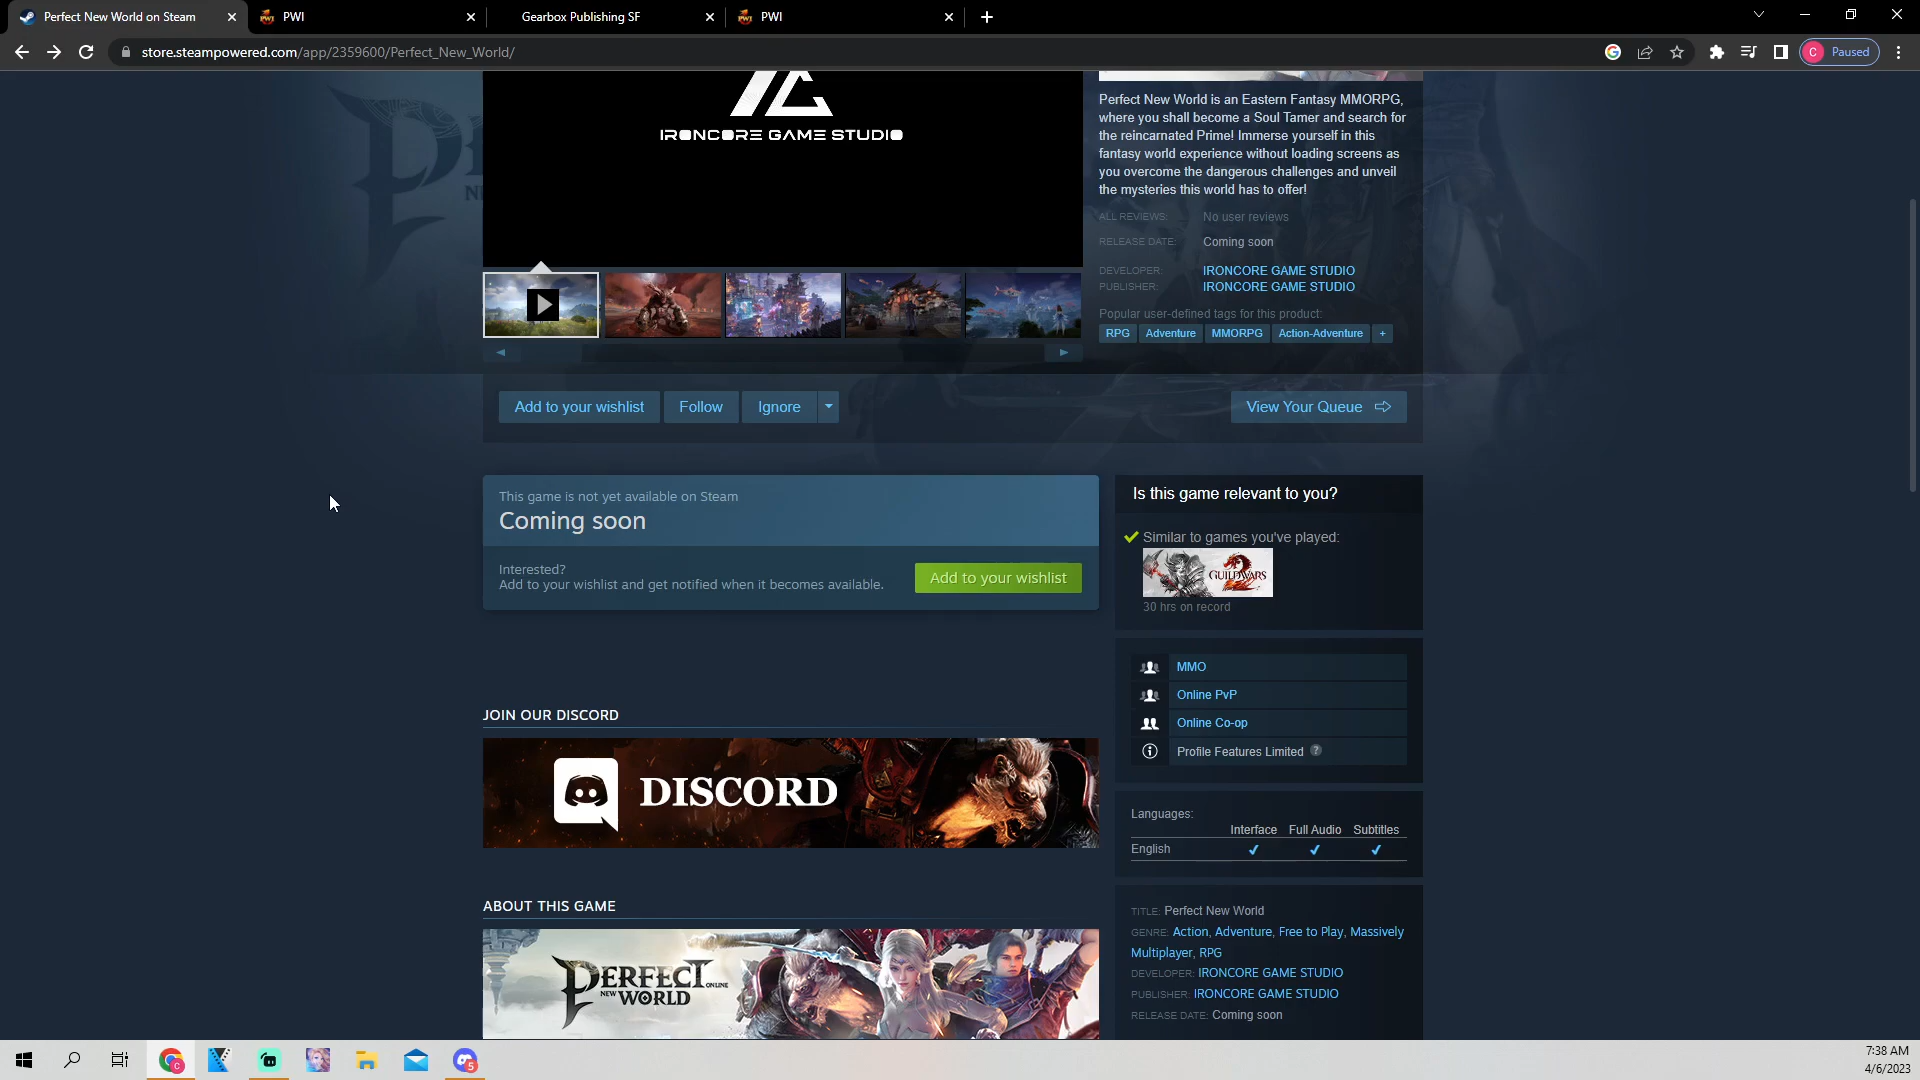 Perfect New World on Steam
PWI
Gearbox Publishing SF
PWI
store.steampowered.com/app/2359600/Perfect_New_World/
C Paused
IRONCORE GAME STUDIO
Perfect New World is an Eastern Fantasy MMORPG,
where you shall become a Soul Tamer and search for
the reincarnated Prime! Immerse yourself in this
fantasy world experience without loading screens as
you overcome the dangerous challenges and unveil
the mysteries this world has to offer!
ALL REVIEWS: No user reviews
RELEASE DATE: Coming soon
DEVELOPER: IRONCORE GAME STUDIO
PUBLISHER: IRONCORE GAME STUDIO
Popular user-defined tags for this product:
RPG Adventure MMORPG Action-Adventure +
Add to your wishlist Follow Ignore
View Your Queue
This game is not yet available on Steam
Coming soon
Interested?
Add to your wishlist and get notified when it becomes available.
Add to your wishlist
Is this game relevant to you?
Similar to games you've played:
GUILD WARS 2
30 hrs on record
MMO
Online PvP
Online Co-op
Profile Features Limited ?
JOIN OUR DISCORD
DISCORD
Languages:
Interface Full Audio Subtitles
English ✔ ✔ ✔
ABOUT THIS GAME
PERFECT ONLINE
NEW WORLD
TITLE: Perfect New World
GENRE: Action, Adventure, Free to Play, Massively
Multiplayer, RPG
DEVELOPER: IRONCORE GAME STUDIO
PUBLISHER: IRONCORE GAME STUDIO
RELEASE DATE: Coming soon
5
7:38 AM
4/6/2023